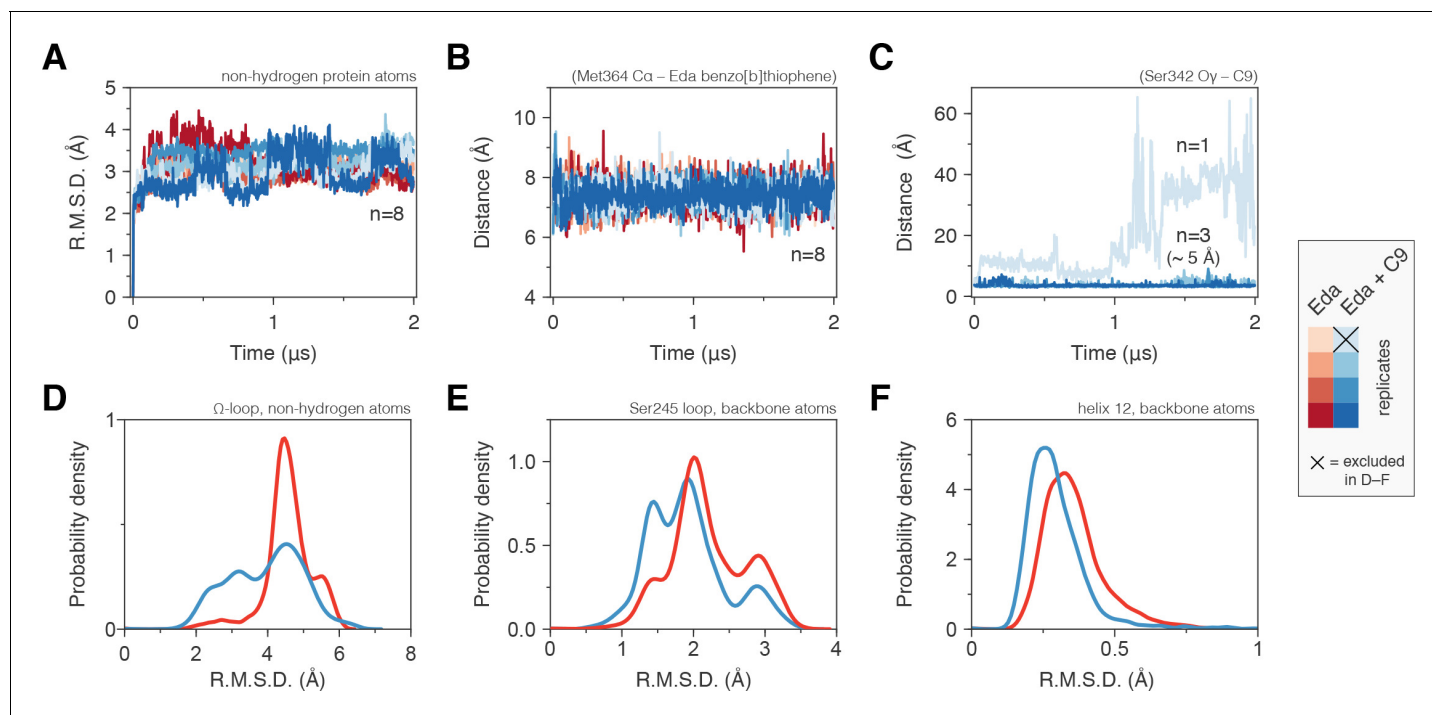 A
non-hydrogen protein atoms
5
4
3
2
1
0
R.M.S.D. (Å)
n=8
0
1
2
Time (μs)
B
(Met364 Cα – Eda benzo[b]thiophene)
10
8
6
4
Distance (Å)
n=8
0
1
2
Time (μs)
C
(Ser342 Oγ – C9)
60
40
20
0
Distance (Å)
n=1
n=3
(~ 5 Å)
0
1
2
Time (μs)
Eda
Eda + C9
replicates
= excluded
in D–F
D
Ω-loop, non-hydrogen atoms
1
0
Probability density
0
2
4
6
8
R.M.S.D. (Å)
E
Ser245 loop, backbone atoms
1.0
0.5
0.0
Probability density
0
1
2
3
4
R.M.S.D. (Å)
F
helix 12, backbone atoms
6
4
2
0
Probability density
0
0.5
1
R.M.S.D. (Å)